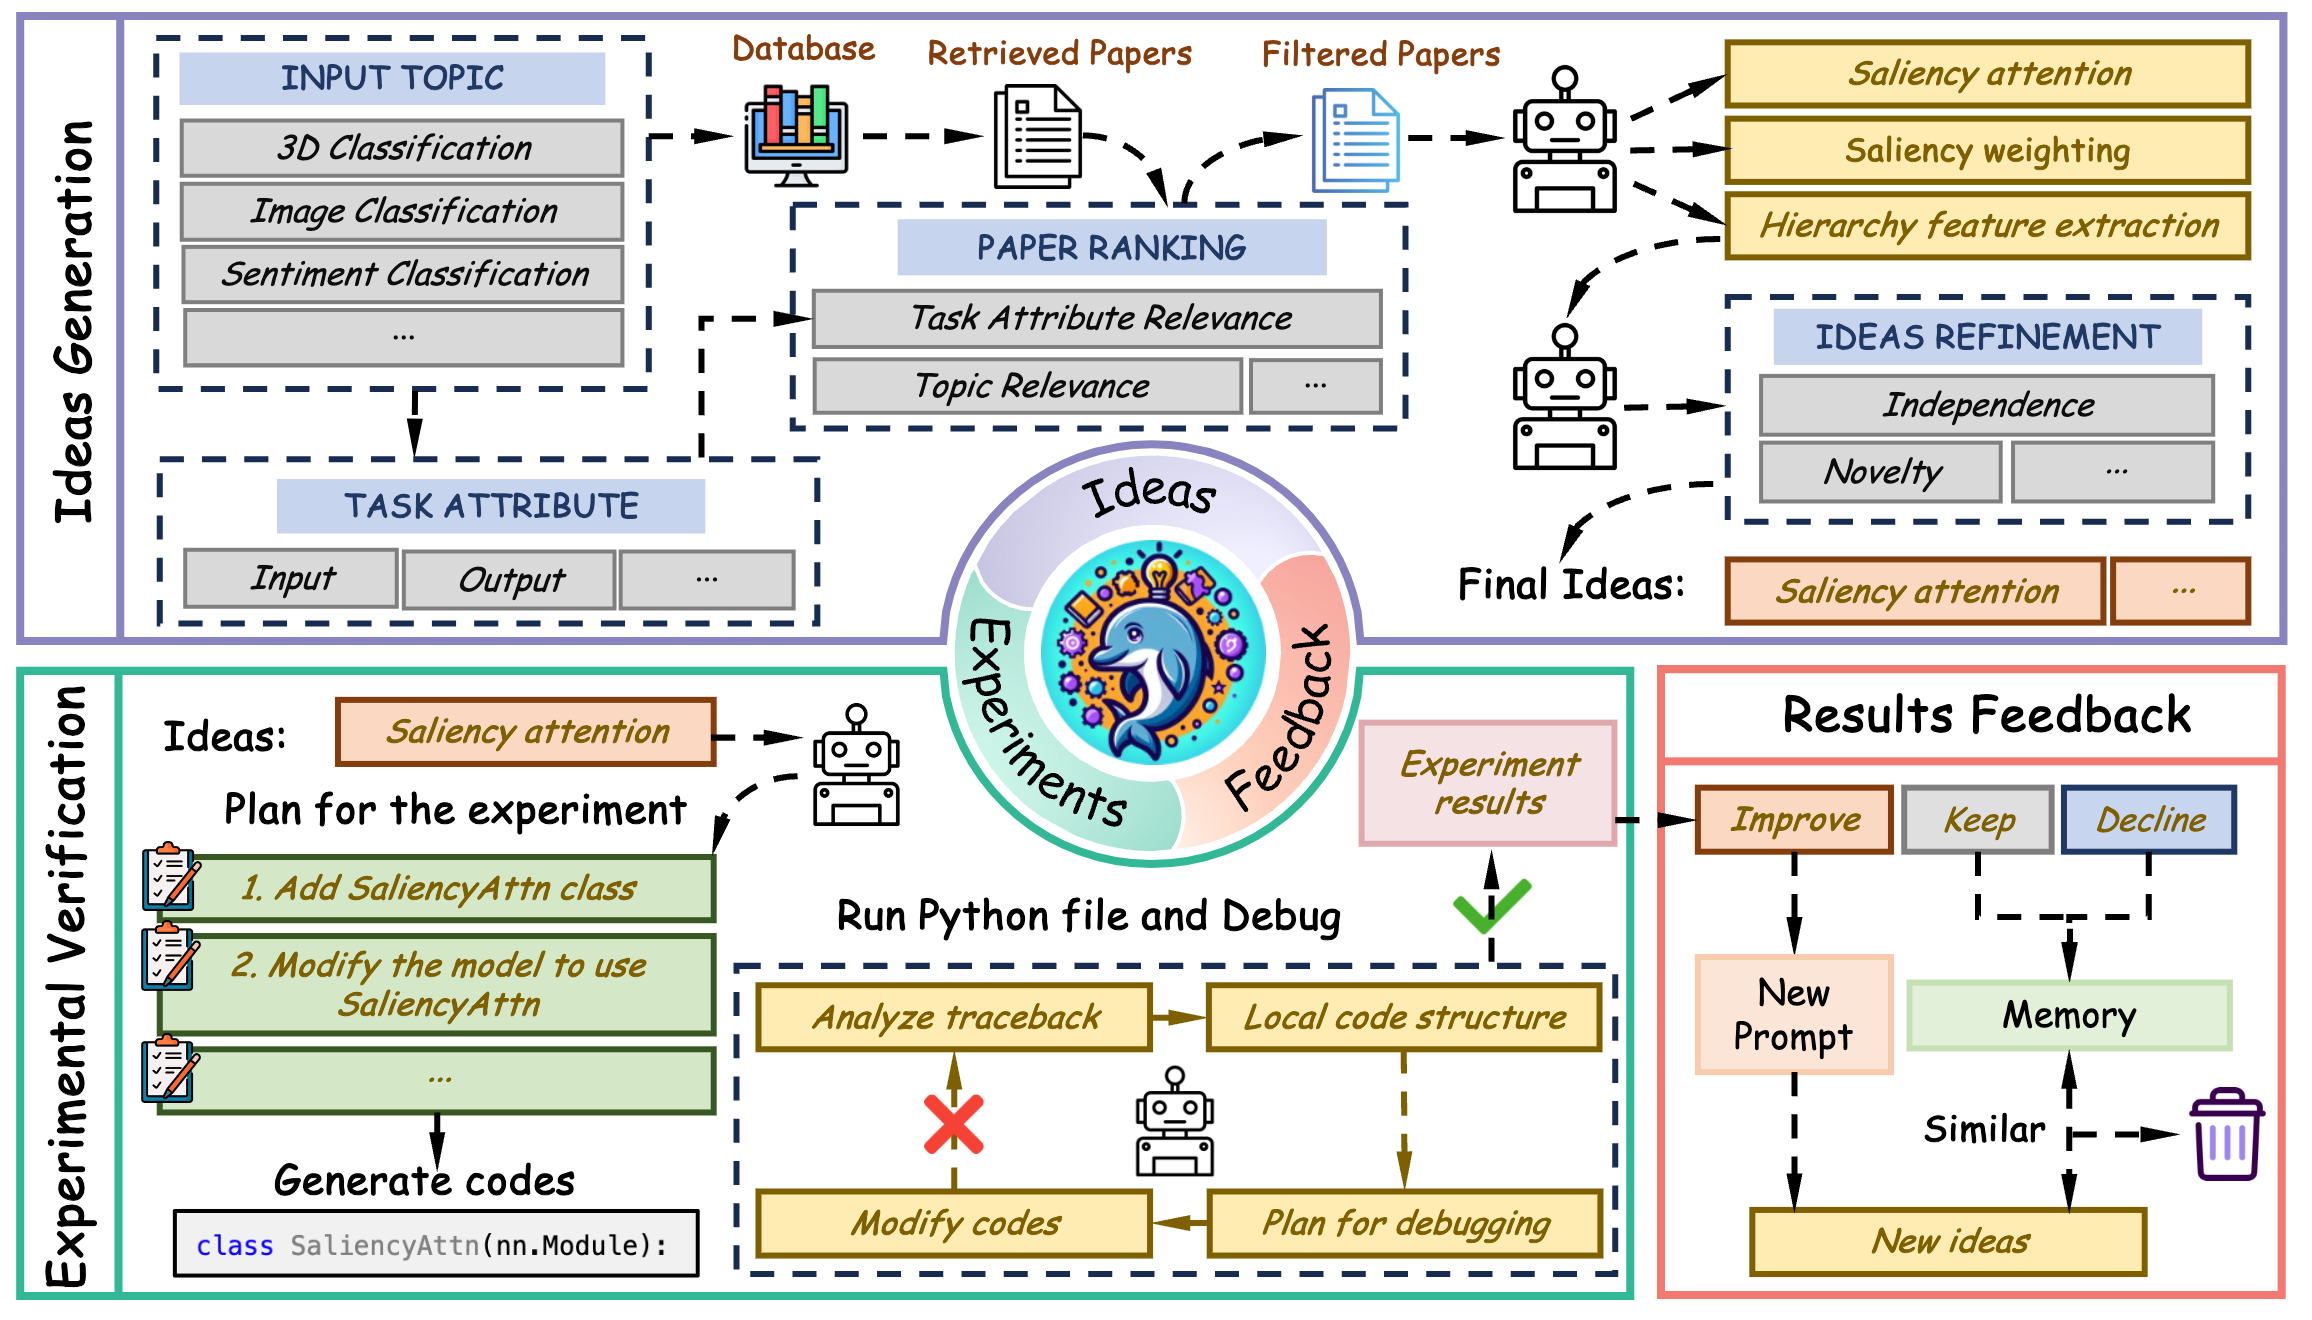 Ideas Generation
INPUT TOPIC
3D Classification
Image Classification
Sentiment Classification
...
TASK ATTRIBUTE
Input
Output
...
Database
Retrieved Papers
Filtered Papers
PAPER RANKING
Task Attribute Relevance
Topic Relevance
...
Saliency attention
Saliency weighting
Hierarchy feature extraction
IDEAS REFINEMENT
Independence
Novelty
...
Final Ideas:
Saliency attention
...
Ideas
Experiments
Feedback
Experimental Verification
Ideas:
Saliency attention
Plan for the experiment
1. Add SaliencyAttn class
2. Modify the model to use
SaliencyAttn
...
Generate codes
class SaliencyAttn(nn.Module):
Run Python file and Debug
Analyze traceback
Local code structure
Modify codes
Plan for debugging
Experiment
results
Results Feedback
Improve
Keep
Decline
New
Prompt
Memory
Similar
New ideas